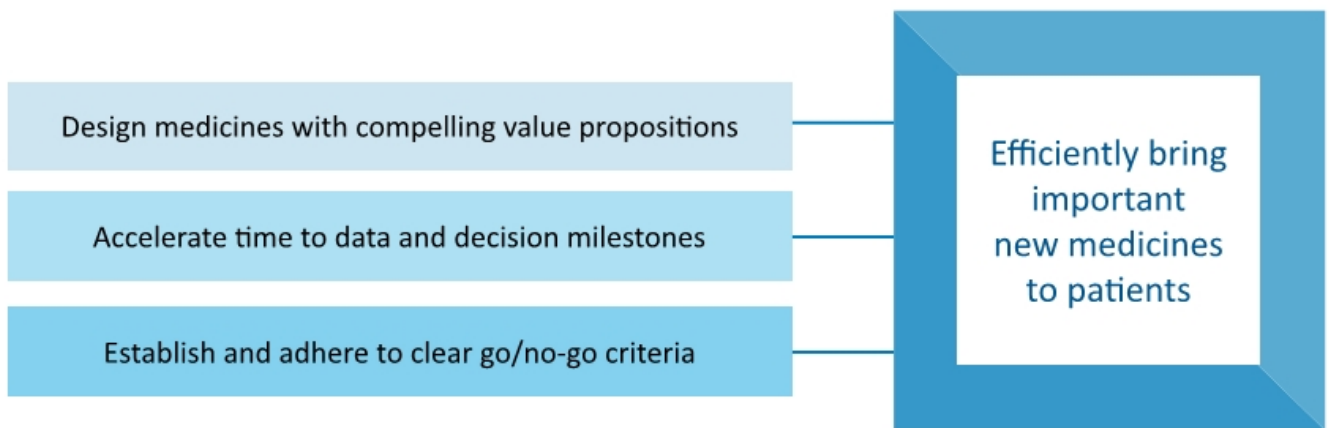 Design medicines with compelling value propositions
Accelerate time to data and decision milestones
Establish and adhere to clear go/no-go criteria
Efficiently bring
important
new medicines
to patients